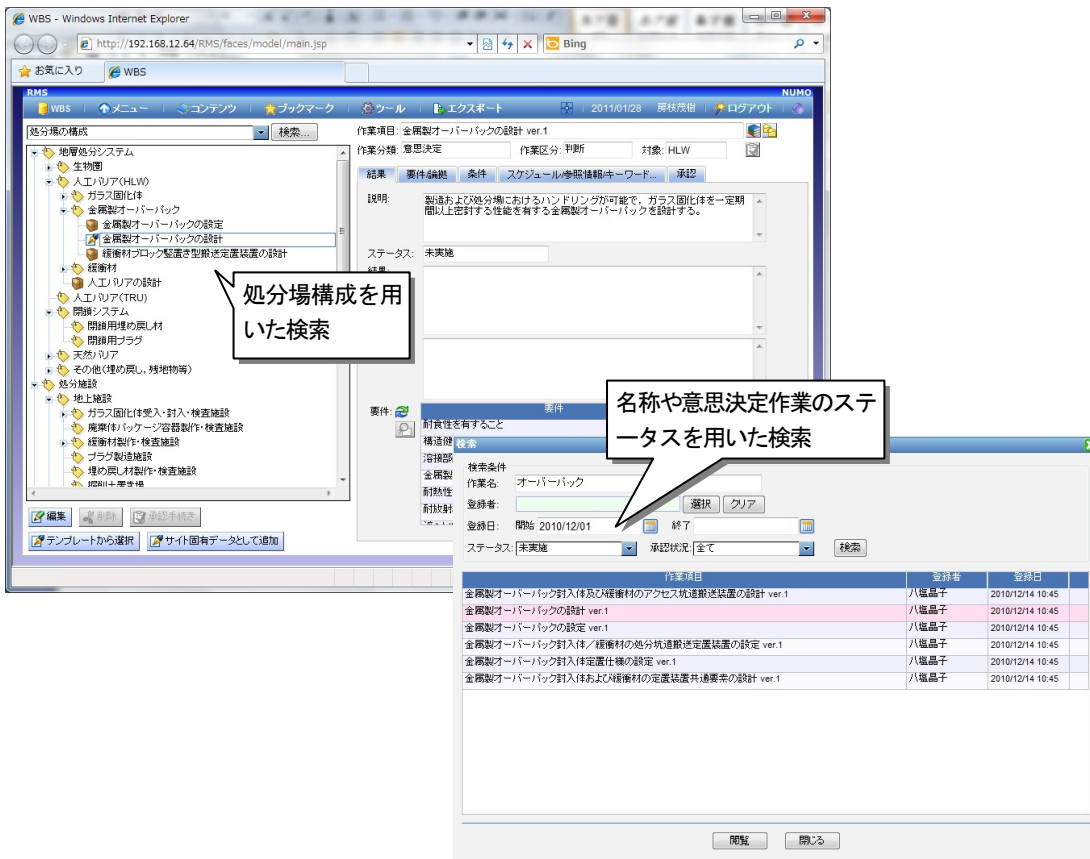 WBS - Windows Internet Explorer
http://192.168.12.64/RMS/faces/model/main.jsp
Bing
お気に入り
WBS
RMS
NUMO
WBS
メニュー
コンテンツ
ブックマーク
ツール
エクスポート
2011/01/28
房枝茂樹
ログアウト
処分場の構成
検索...
地層処分システム
生物圏
人工バリア(HLW)
ガラス固化体
金属製オーバーパック
金属製オーバーパックの設定
金属製オーバーパックの設計
緩衝材ブロック竪置き型搬送定置装置の設計
緩衝材
人工バリアの設計
人工バリア(TRU)
閉鎖システム
閉鎖用埋め戻し材
閉鎖用プラグ
天然バリア
その他(埋め戻し,残地物等)
処分施設
地上施設
ガラス固化体受入・封入・検査施設
廃棄体パッケージ容器製作・検査施設
緩衝材製作・検査施設
プラグ製造施設
埋め戻し材製作・検査施設
掘削土置き場
編集
削除
承認手続き
テンプレートから選択
サイト固有データとして追加
処分場構成を用
いた検索
作業項目: 金属製オーバーパックの設計 ver.1
作業分類: 意思決定 作業区分: 判断 対象: HLW
結果 要件/論拠 条件 スケジュール/参照情報/キーワード... 承認
説明: 製造および処分場におけるハンドリングが可能で，ガラス固化体を一定期
間以上密封する性能を有する金属製オーバーパックを設計する。
ステータス: 未実施
結果:
要件:
要件
耐食性を有すること
構造健
溶接部
金属製
耐熱性
耐放射
名称や意思決定作業のステ
ータスを用いた検索
検索
検索条件
作業名: オーバーパック
登録者: 選択 クリア
登録日: 開始 2010/12/01 終了
ステータス: 未実施 承認状況: 全て 検索
作業項目 登録者 登録日
金属製オーバーパック封入体及び緩衝材のアクセス坑道搬送装置の設計 ver.1 八塩晶子 2010/12/14 10:45
金属製オーバーパックの設計 ver.1 八塩晶子 2010/12/14 10:45
金属製オーバーパックの設定 ver.1 八塩晶子 2010/12/14 10:45
金属製オーバーパック封入体／緩衝材の処分坑道搬送定置装置の設定 ver.1 八塩晶子 2010/12/14 10:45
金属製オーバーパック封入体定置仕様の設定 ver.1 八塩晶子 2010/12/14 10:45
金属製オーバーパック封入体および緩衝材の定置装置共通要素の設計 ver.1 八塩晶子 2010/12/14 10:45
閲覧 閉じる